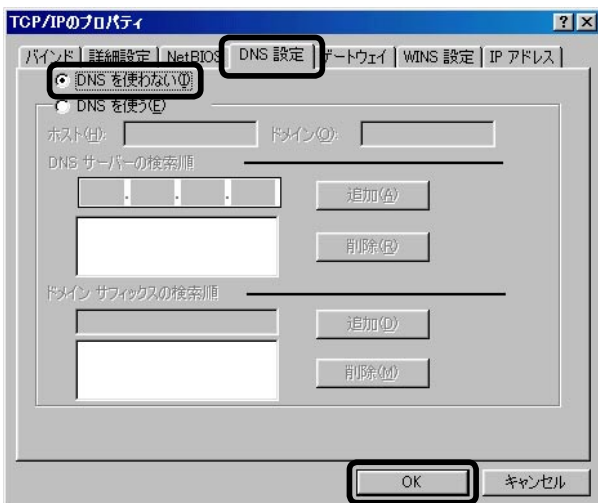 TCP/IPのプロパティ
バインド 詳細設定 NetBIOS DNS 設定 ゲートウェイ WINS 設定 IP アドレス
DNS を使わない(I)
DNS を使う(E)
ホスト(H): ドメイン(O):
DNS サーバーの検索順
追加(A)
削除(R)
ドメイン サフィックスの検索順
追加(D)
削除(M)
OK キャンセル